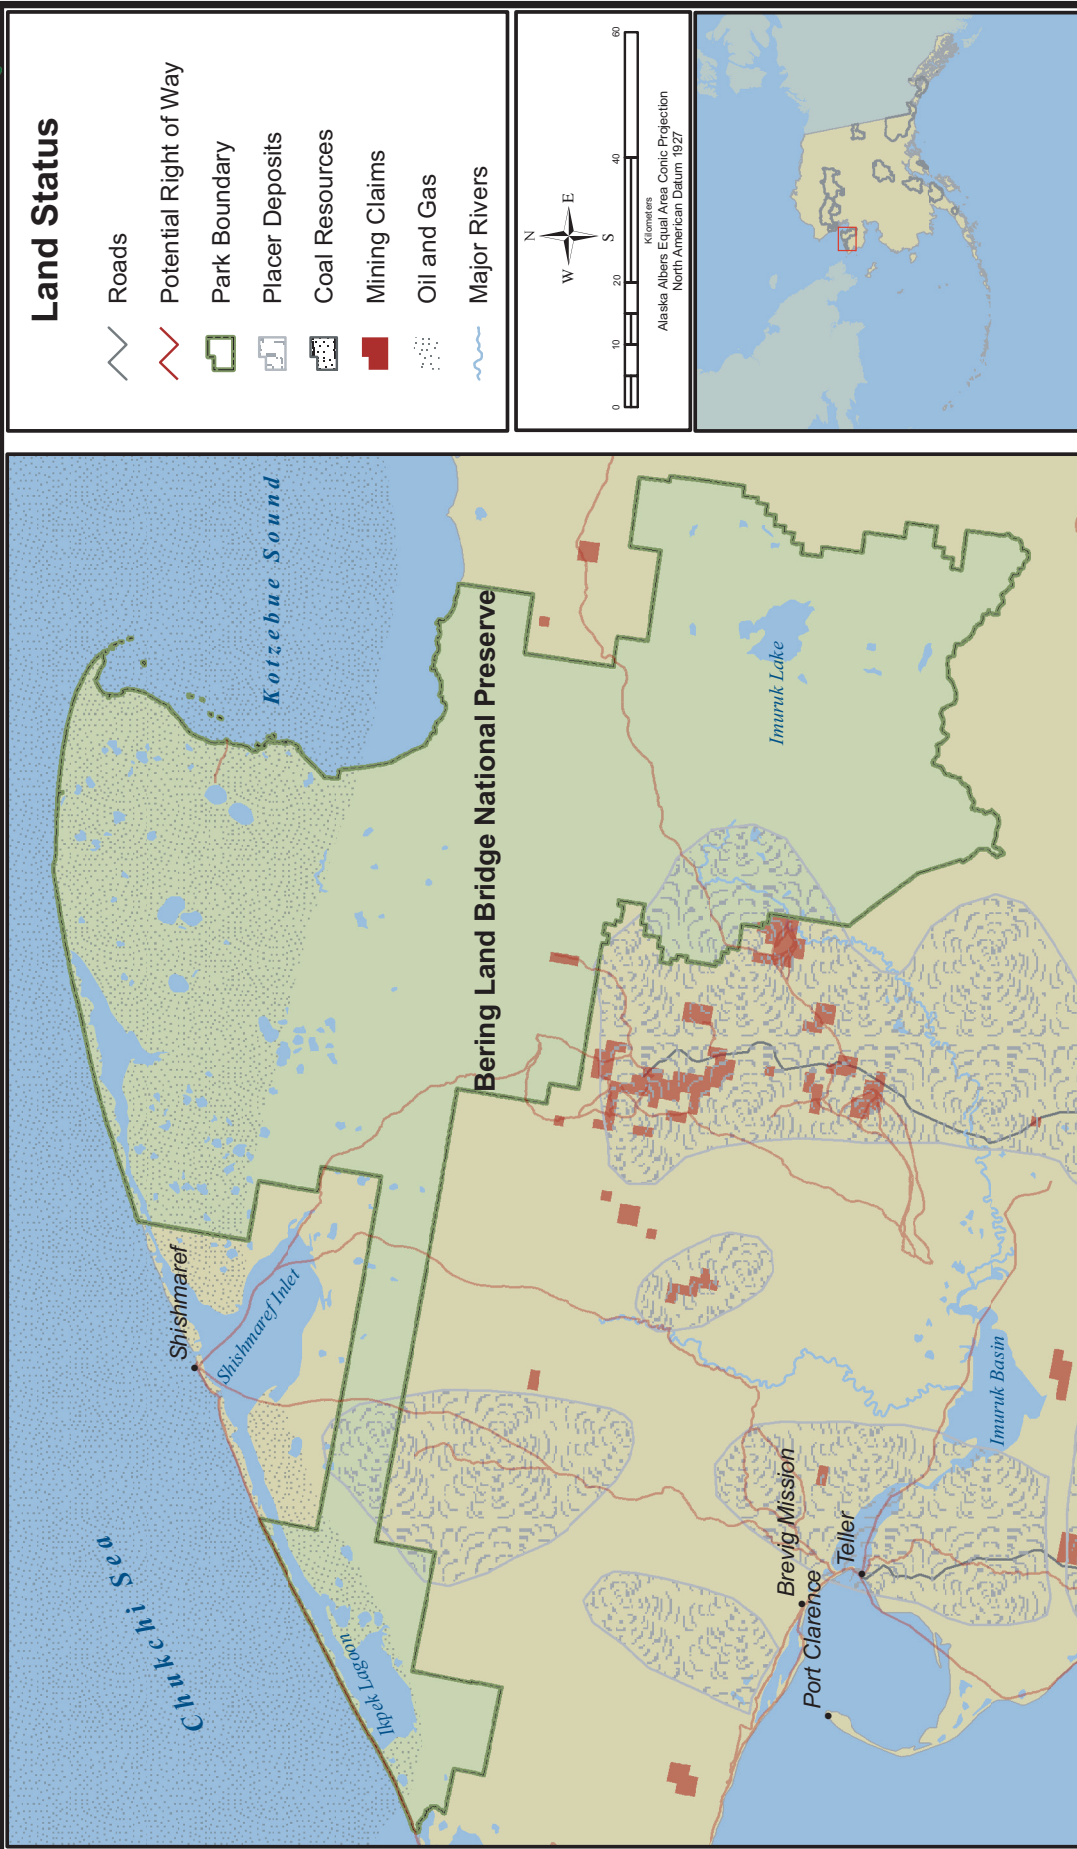 Land Status
Roads
Potential Right of Way
Park Boundary
Placer Deposits
Coal Resources
Mining Claims
Oil and Gas
Major Rivers
N
W
E
S
0
10
20
40
60
Kilometers
Alaska Albers Equal Area Conic Projection
North American Datum 1927
Chukchi Sea
Kotzebue Sound
Shishmaref
Shishmaref Inlet
Ikpek Lagoon
Bering Land Bridge National Preserve
Imuruk Lake
Brevig Mission
Port Clarence
Teller
Imuruk Basin